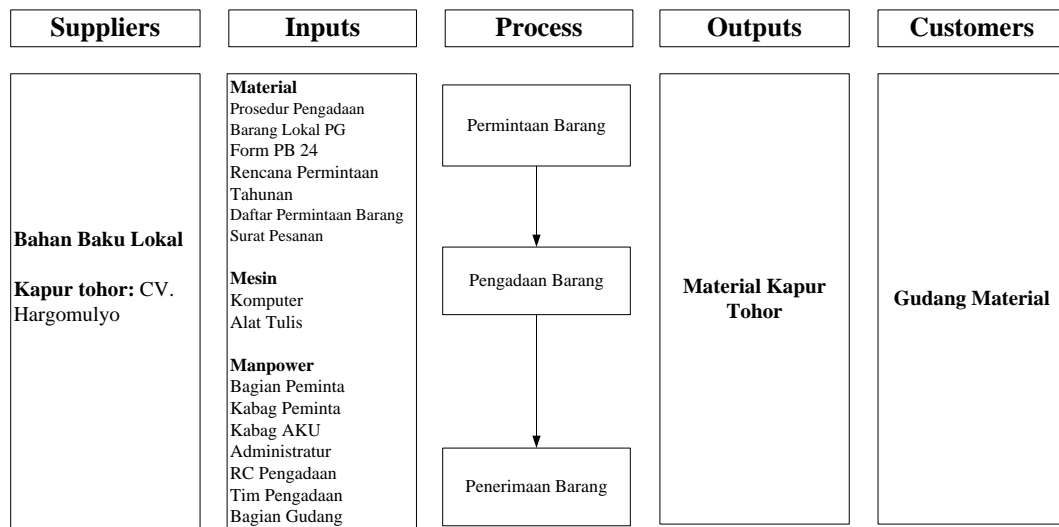 Suppliers
Inputs
Process
Outputs
Customers
Bahan Baku Lokal
Kapur tohor: CV.
Hargomulyo
Material
Prosedur Pengadaan
Barang Lokal PG
Form PB 24
Rencana Permintaan
Tahunan
Daftar Permintaan Barang
Surat Pesanan
Mesin
Komputer
Alat Tulis
Manpower
Bagian Peminta
Kabag Peminta
Kabag AKU
Administratur
RC Pengadaan
Tim Pengadaan
Bagian Gudang
Permintaan Barang
Pengadaan Barang
Penerimaan Barang
Material Kapur
Tohor
Gudang Material